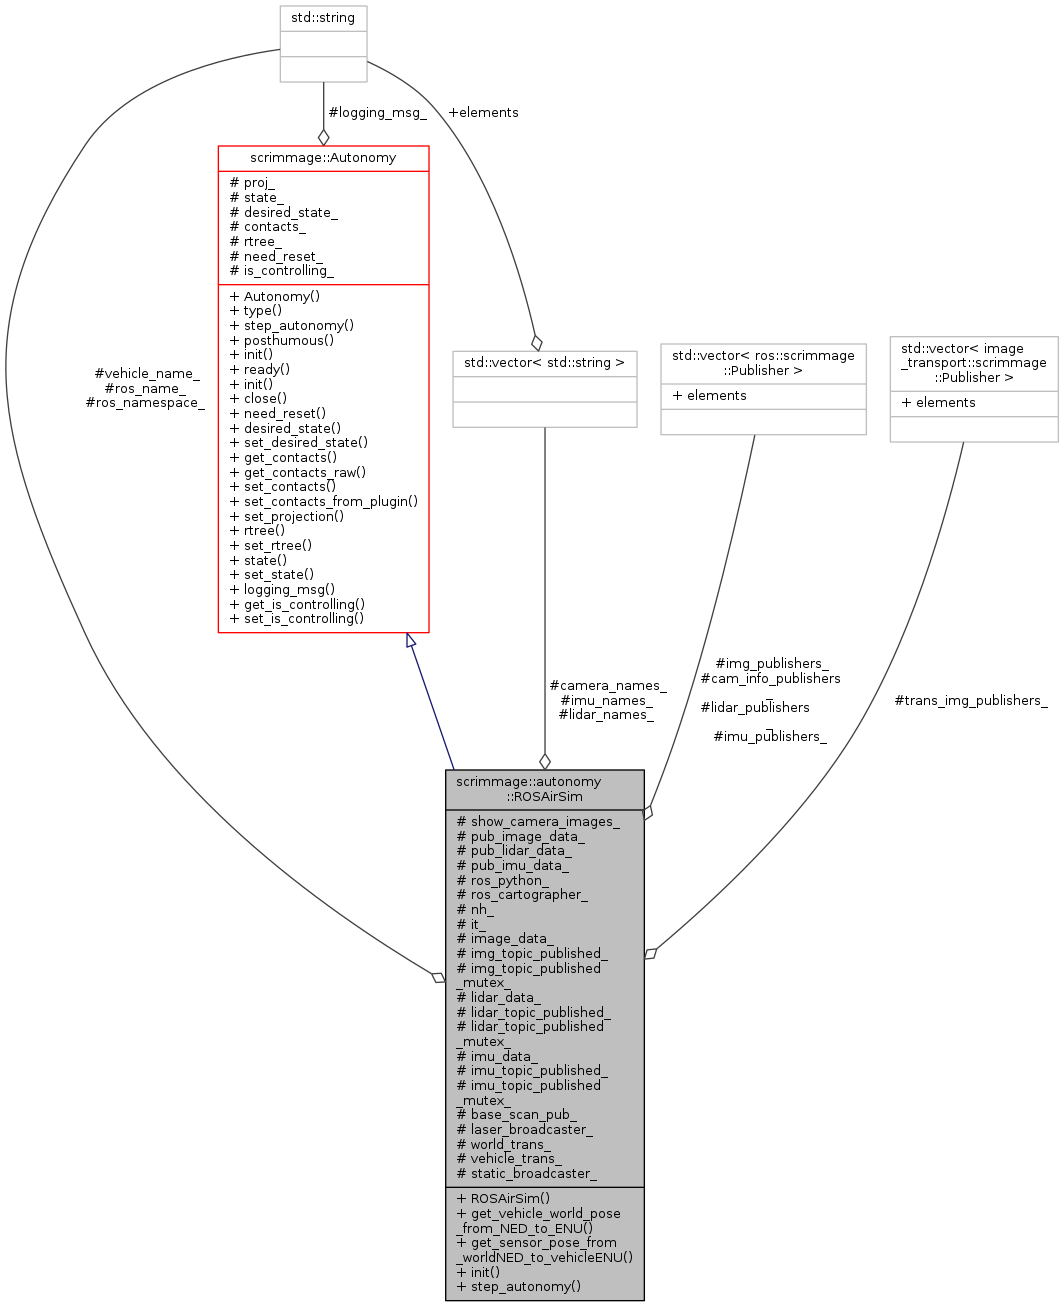 std::string
#logging_msg_
+elements
scrimmage::Autonomy
# proj_
# state_
# desired_state_
# contacts_
# rtree_
# need_reset_
# is_controlling_
+ Autonomy()
+ type()
+ step_autonomy()
+ posthumous()
+ init()
+ ready()
+ init()
+ close()
+ need_reset()
+ desired_state()
+ set_desired_state()
+ get_contacts()
+ get_contacts_raw()
+ set_contacts()
+ set_contacts_from_plugin()
+ set_projection()
+ rtree()
+ set_rtree()
+ state()
+ set_state()
+ logging_msg()
+ get_is_controlling()
+ set_is_controlling()
#vehicle_name_
#ros_name_
#ros_namespace_
std::vector< std::string >
std::vector< ros::scrimmage
::Publisher >
+ elements
std::vector< image
_transport::scrimmage
::Publisher >
+ elements
#camera_names_
#imu_names_
#lidar_names_
#img_publishers_
#cam_info_publishers
_
#lidar_publishers
_
#imu_publishers_
#trans_img_publishers_
scrimmage::autonomy
::ROSAirSim
# show_camera_images_
# pub_image_data_
# pub_lidar_data_
# pub_imu_data_
# ros_python_
# ros_cartographer_
# nh_
# it_
# image_data_
# img_topic_published_
# img_topic_published
_mutex_
# lidar_data_
# lidar_topic_published_
# lidar_topic_published
_mutex_
# imu_data_
# imu_topic_published_
# imu_topic_published
_mutex_
# base_scan_pub_
# laser_broadcaster_
# world_trans_
# vehicle_trans_
# static_broadcaster_
+ ROSAirSim()
+ get_vehicle_world_pose
_from_NED_to_ENU()
+ get_sensor_pose_from
_worldNED_to_vehicleENU()
+ init()
+ step_autonomy()